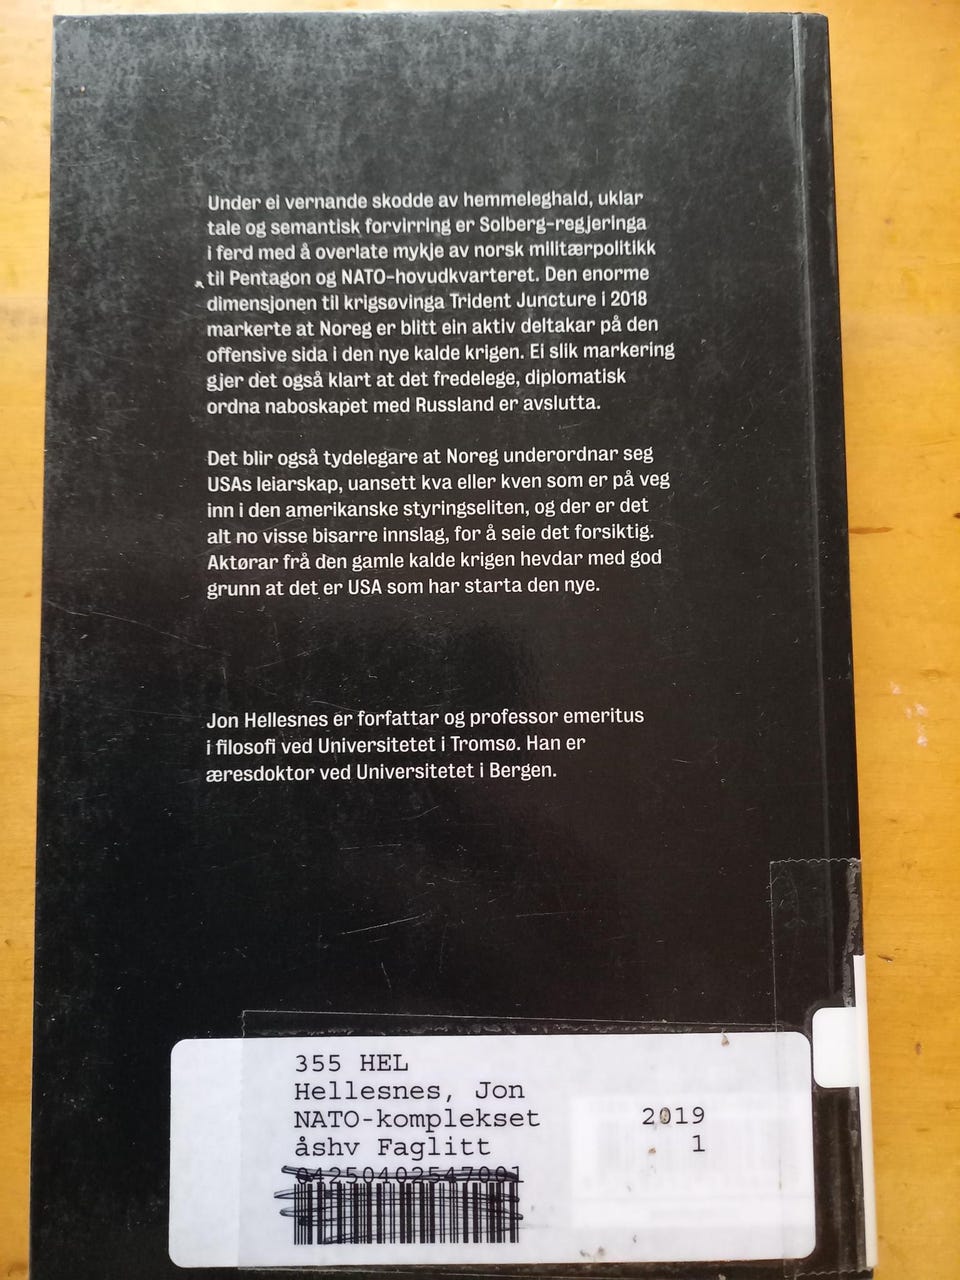 Under ei vernande skodde av hemmeleghald, uklar
tale og semantisk forvirring er Solberg-regjeringa
i ferd med å overlate mykje av norsk militærpolitikk
til Pentagon og NATO-hovudkvarteret. Den enorme
dimensjonen til krigsøvinga Trident Juncture i 2018
markerte at Noreg er blitt ein aktiv deltakar på den
offensive sida i den nye kalde krigen. Ei slik markering
gjer det også klart at det fredelege, diplomatisk
ordna naboskapet med Russland er avslutta.
Det blir også tydelegare at Noreg underordnar seg
USAs leiarskap, uansett kva eller kven som er på veg
inn i den amerikanske styringseliten, og der er det
alt no visse bisarre innslag, for å seie det forsiktig.
Aktørar frå den gamle kalde krigen hevdar med god
grunn at det er USA som har starta den nye.
Jon Hellesnes er forfattar og professor emeritus
i filosofi ved Universitetet i Tromsø. Han er
æresdoktor ved Universitetet i Bergen.
355 HEL
Hellesnes, Jon
NATO-komplekset 2019
åshv Faglitt 1
04250402547001